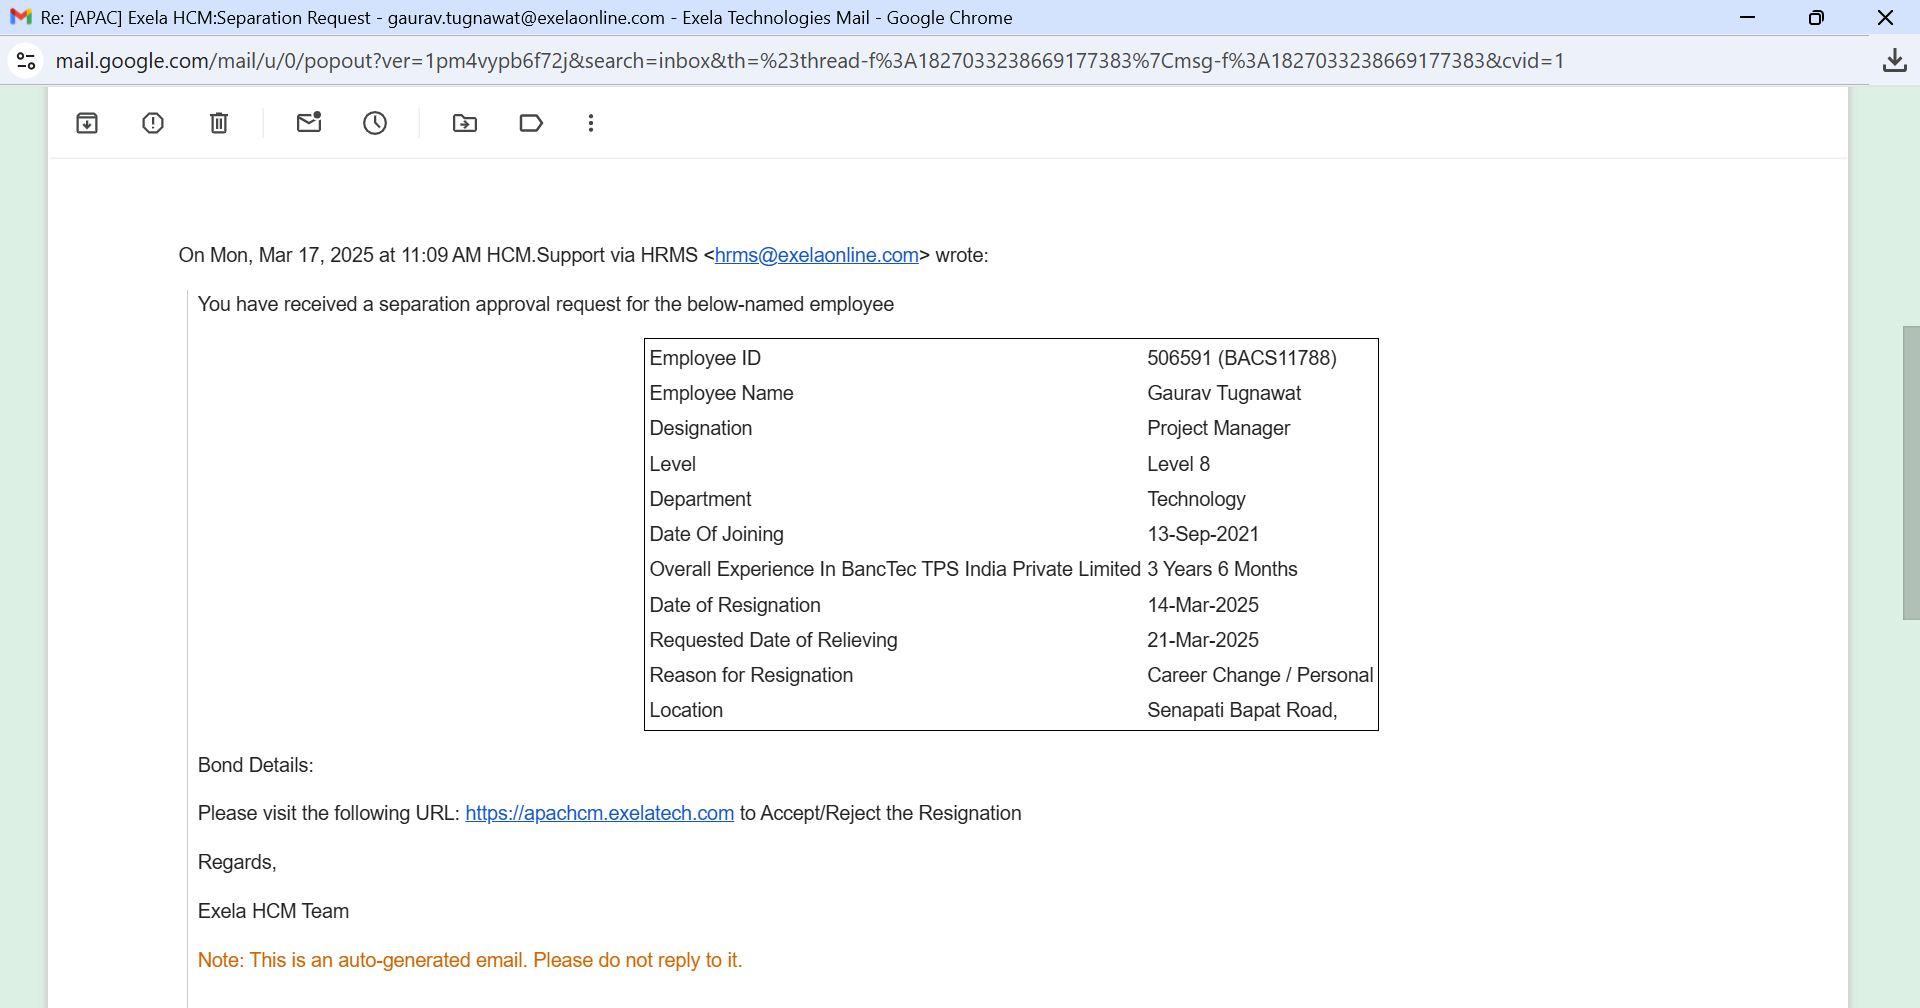 Re: [APAC] Exela HCM:Separation Request - gaurav.tugnawat@exelaonline.com - Exela Technologies Mail - Google Chrome
mail.google.com/mail/u/0/popout?ver=1pm4vypb6f72j&search=inbox&th=%23thread-f%3A1827033238669177383%7Cmsg-f%3A1827033238669177383&cvid=1
On Mon, Mar 17, 2025 at 11:09 AM HCM.Support via HRMS <hrms@exelaonline.com> wrote:
You have received a separation approval request for the below-named employee
Employee ID 506591 (BACS11788)
Employee Name Gaurav Tugnawat
Designation Project Manager
Level Level 8
Department Technology
Date Of Joining 13-Sep-2021
Overall Experience In BancTec TPS India Private Limited 3 Years 6 Months
Date of Resignation 14-Mar-2025
Requested Date of Relieving 21-Mar-2025
Reason for Resignation Career Change / Personal
Location Senapati Bapat Road,
Bond Details:
Please visit the following URL: https://apachcm.exelatech.com to Accept/Reject the Resignation
Regards,
Exela HCM Team
Note: This is an auto-generated email. Please do not reply to it.